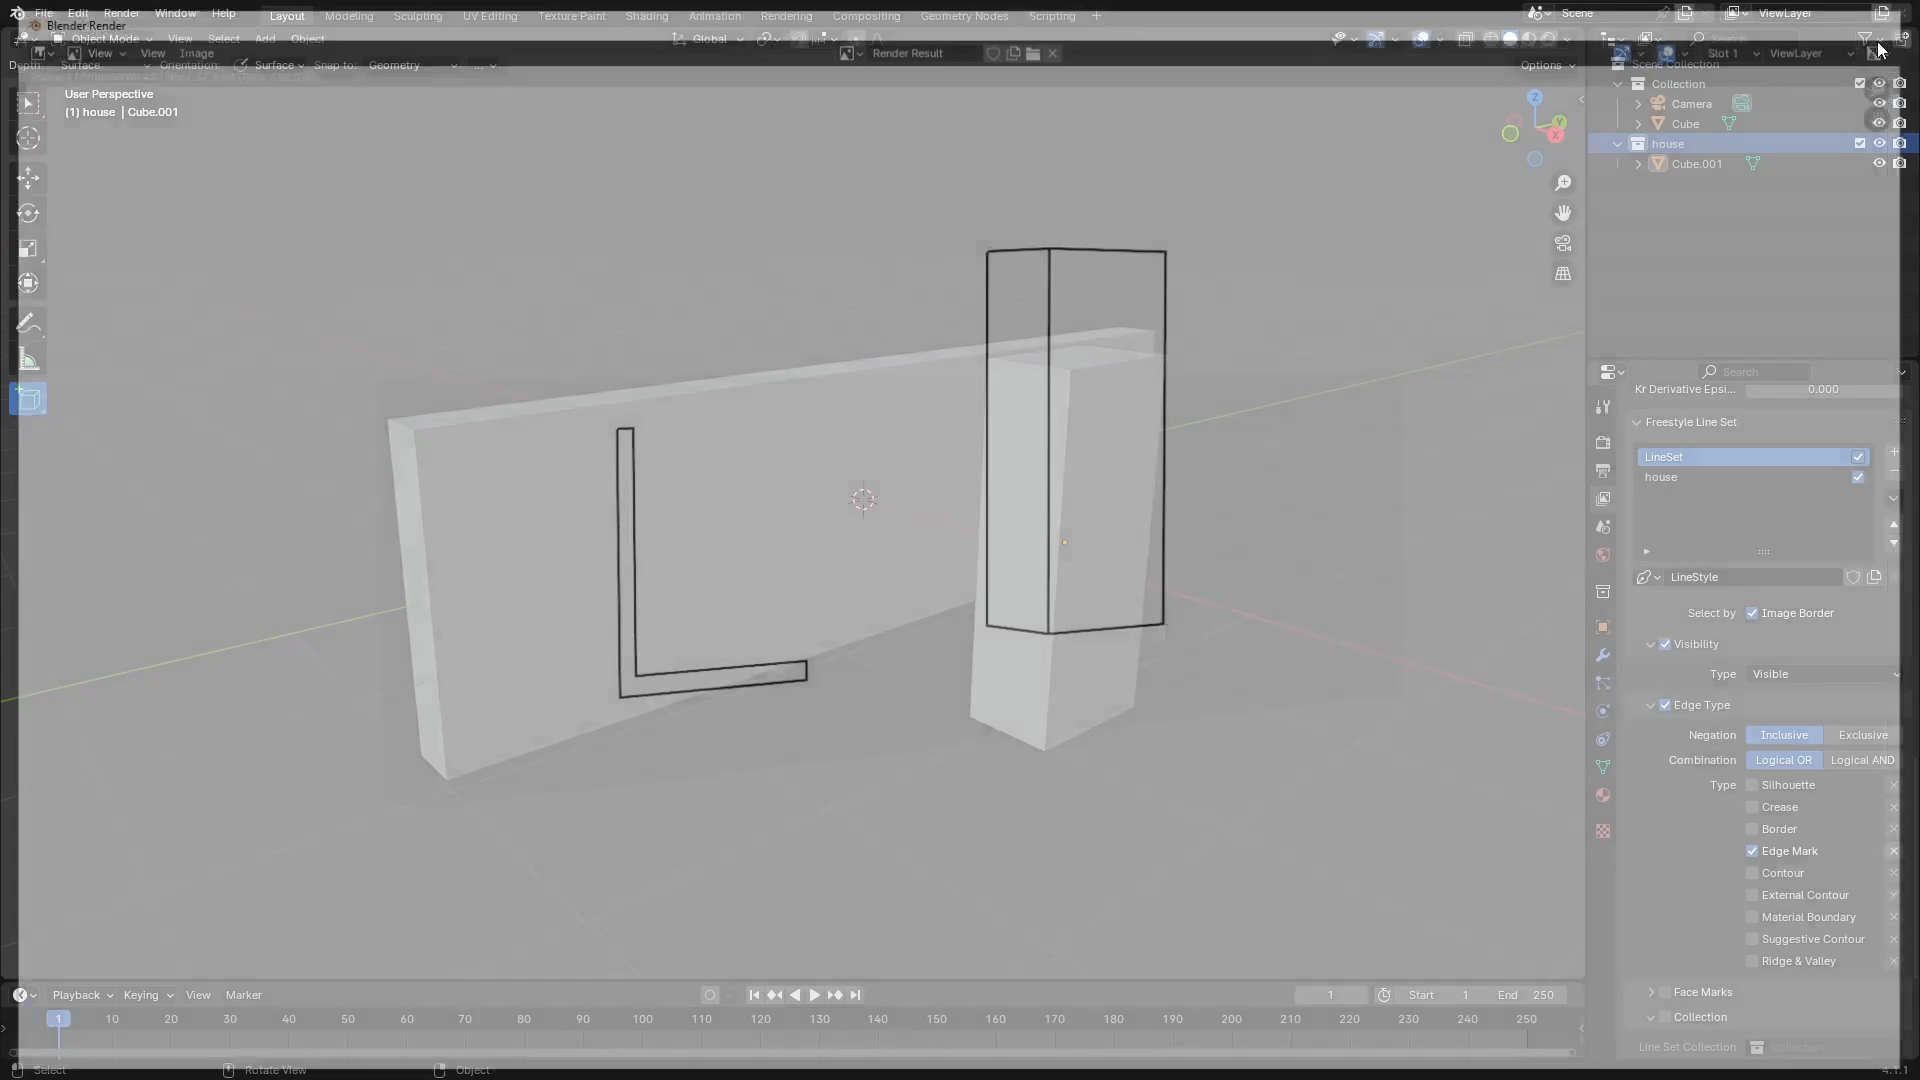 File Edit Render Window Help Layout Modeling Sculpting UV Editing Texture Paint Shading Animation Rendering Compositing Geometry Nodes Scripting + Scene ViewLayer
Blender Render
Object Mode View Select Add Object Global Search
View View Image Render Result Slot 1 ViewLayer
Depth: Surface Orientation: Surface Snap to: Geometry ... Options
Scene Collection
User Perspective
(1) house | Cube.001
Z
Y
X
Collection
Camera
Cube
house
Cube.001
Search
Kr Derivative Epsi... 0.000
Freestyle Line Set
LineSet
house
LineStyle
Select by Image Border
Visibility
Type Visible
Edge Type
Negation Inclusive Exclusive
Combination Logical OR Logical AND
Type Silhouette
Crease
Border
Edge Mark
Contour
External Contour
Material Boundary
Suggestive Contour
Ridge & Valley
Face Marks
Collection
Line Set Collection Collection
Playback Keying View Marker 1 Start 1 End 250
1 10 20 30 40 50 60 70 80 90 100 110 120 130 140 150 160 170 180 190 200 210 220 230 240 250
Select Rotate View Object 4.1.1